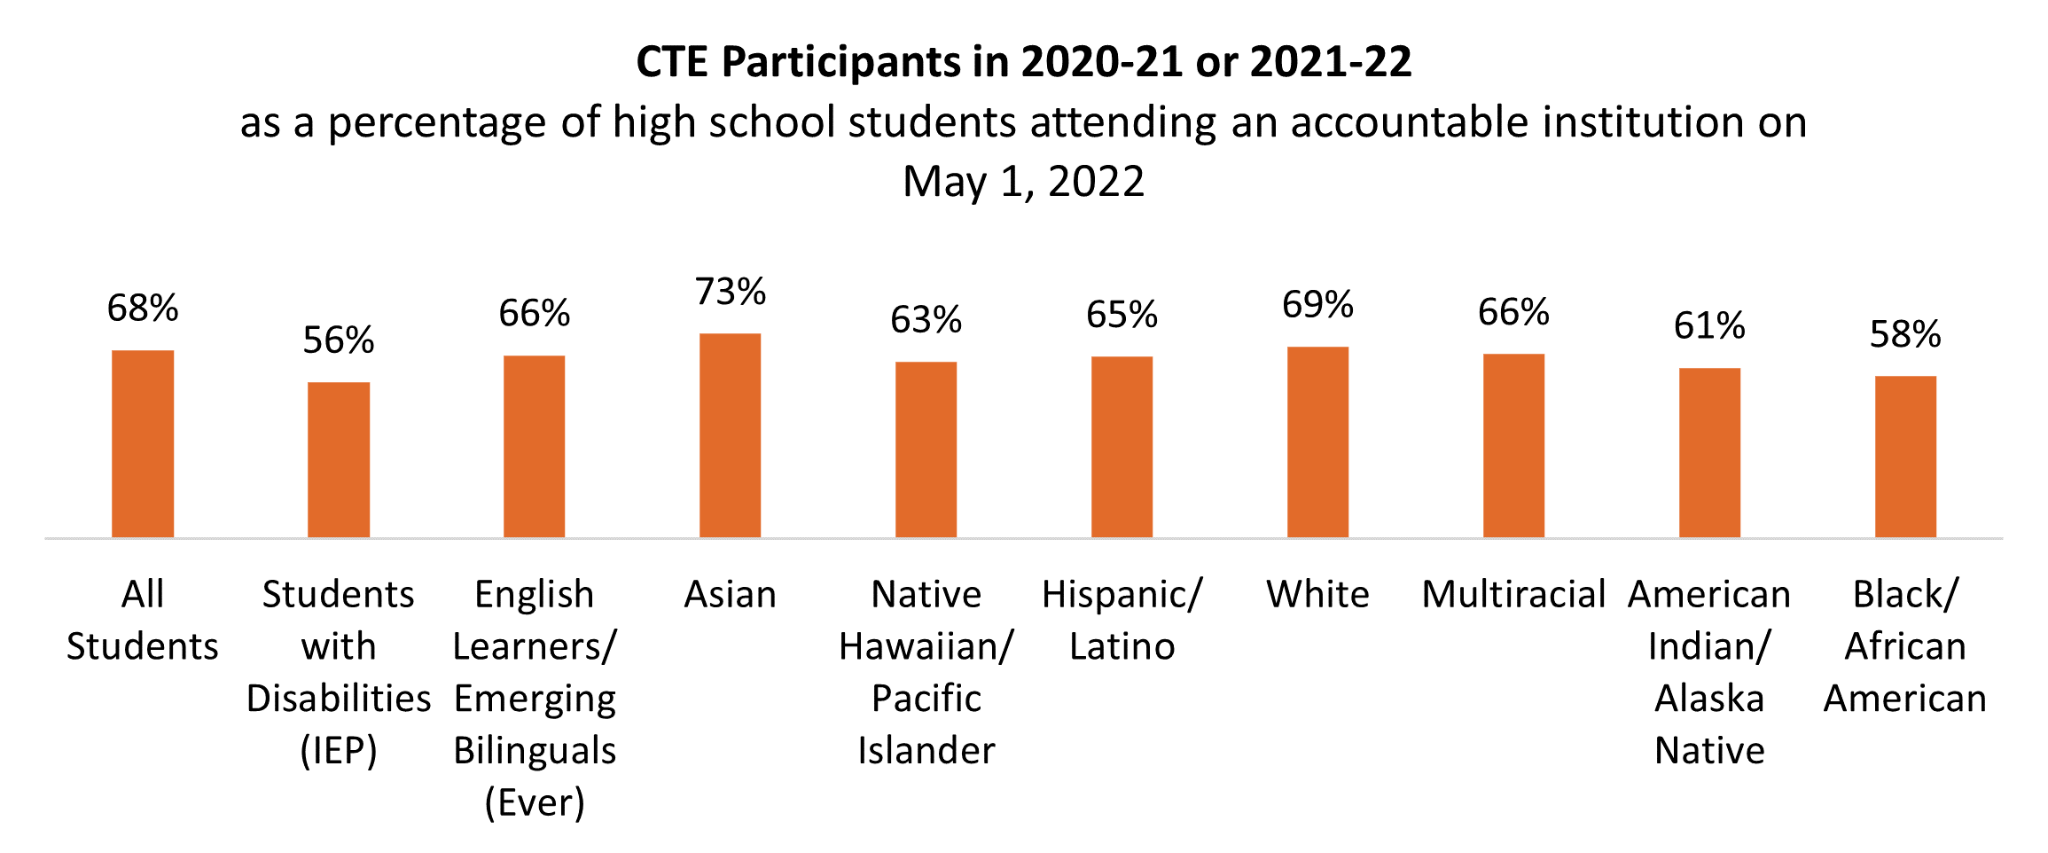 CTE Participants in 2020-21 or 2021-22
as a percentage of high school students attending an accountable institution on
May 1, 2022
68%
56%
66%
73%
63%
65%
69%
66%
61%
58%
All
Students
Students
with
Disabilities
(IEP)
English
Learners/
Emerging
Bilinguals
(Ever)
Asian
Native
Hawaiian/
Pacific
Islander
Hispanic/
Latino
White
Multiracial
American
Indian/
Alaska
Native
Black/
African
American